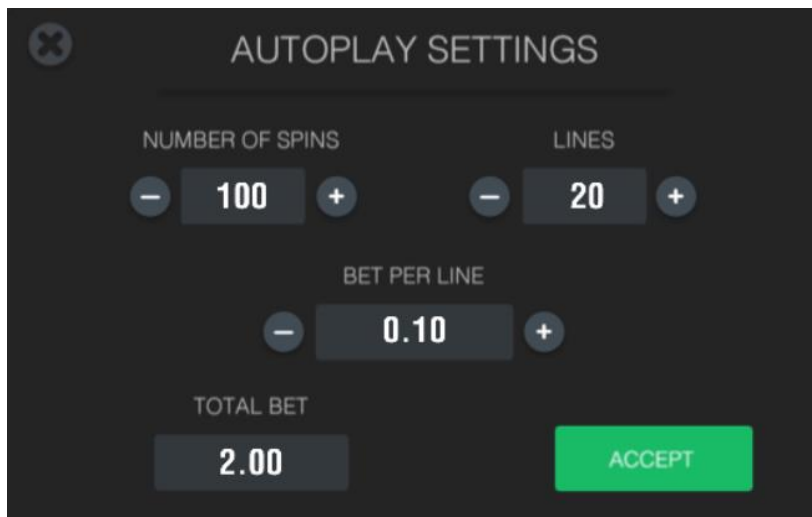 AUTOPLAY SETTINGS
NUMBER OF SPINS
LINES
− 100 +
− 20 +
BET PER LINE
− 0.10 +
TOTAL BET
2.00
ACCEPT